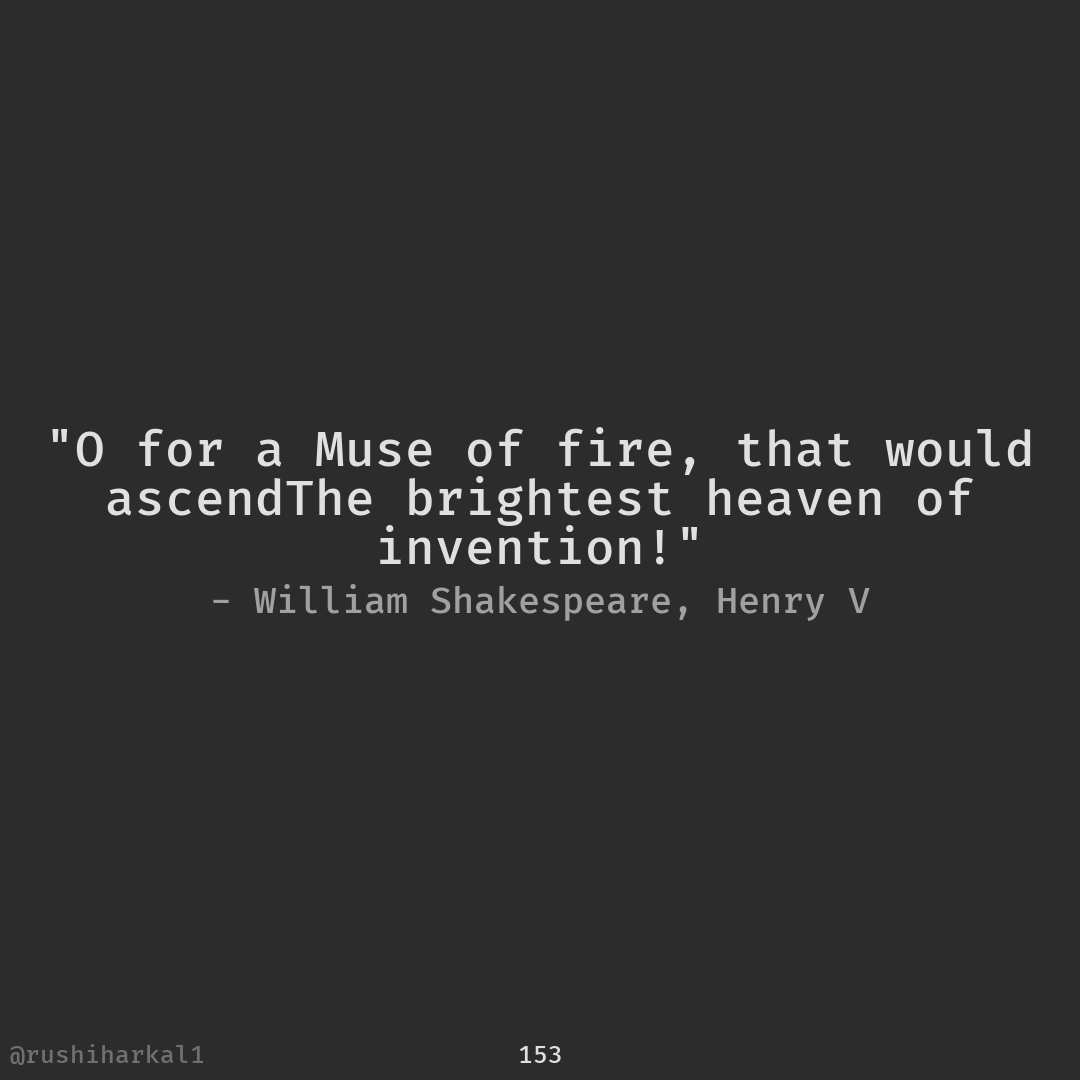 "O for a Muse of fire, that would
ascendThe brightest heaven of
invention!"
– William Shakespeare, Henry V
@rushiharkal1
153